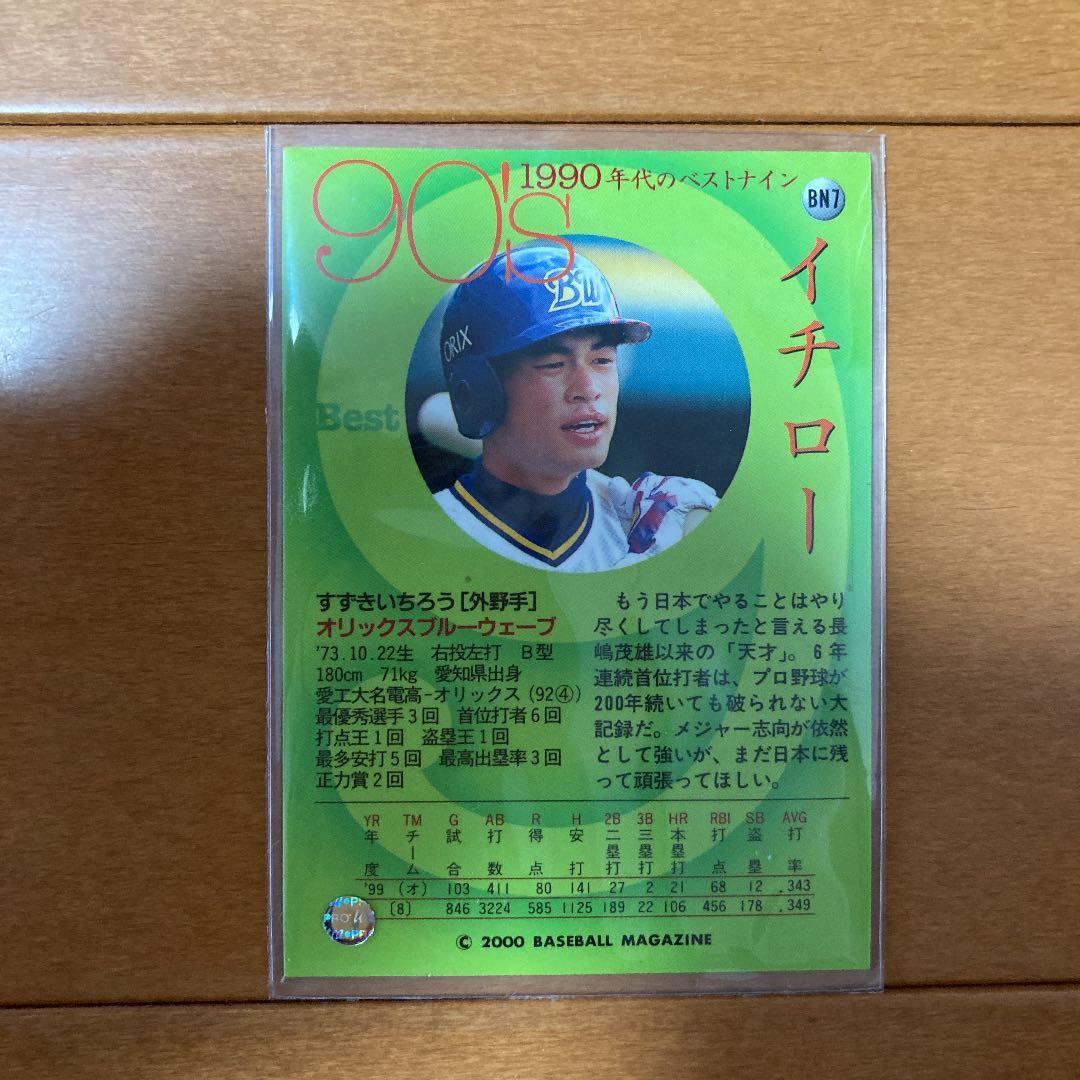 90's
1990年代のベストナイン
BN7
イチロー
BW
ORIX
Best
すずきいちろう[外野手]
オリックスブルーウェーブ
'73.10.22生 右投左打 B型
180cm 71kg 愛知県出身
愛工大名電高-オリックス(92④)
最優秀選手3回 首位打者6回
打点王1回 盗塁王1回
最多安打5回 最高出塁率3回
正力賞2回
もう日本でやることはやり
尽くしてしまったと言える長
嶋茂雄以来の「天才」。6年
連続首位打者は、プロ野球が
200年続いても破られない大
記録だ。メジャー志向が依然
として強いが、まだ日本に残
って頑張ってほしい。
YR TM G AB R H 2B 3B HR RBI SB AVG
年度 チーム 試合 打数 得点 安打 二塁打 三塁打 本塁打 打点 盗塁 打率
'99 (オ) 103 411 80 141 27 2 21 68 12 .343
[8] 846 3224 585 1125 189 22 106 456 178 .349
© 2000 BASEBALL MAGAZINE